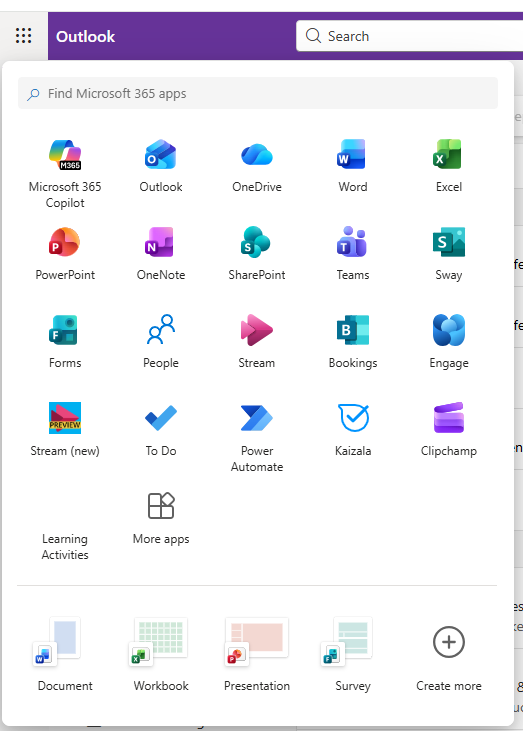 Outlook
Search
Find Microsoft 365 apps
M365
Microsoft 365
Copilot
Outlook
OneDrive
Word
Excel
PowerPoint
OneNote
SharePoint
Teams
Sway
Forms
People
Stream
Bookings
Engage
PREVIEW
Stream (new)
To Do
Power
Automate
Kaizala
Clipchamp
Learning
Activities
More apps
Document
Workbook
Presentation
Survey
Create more